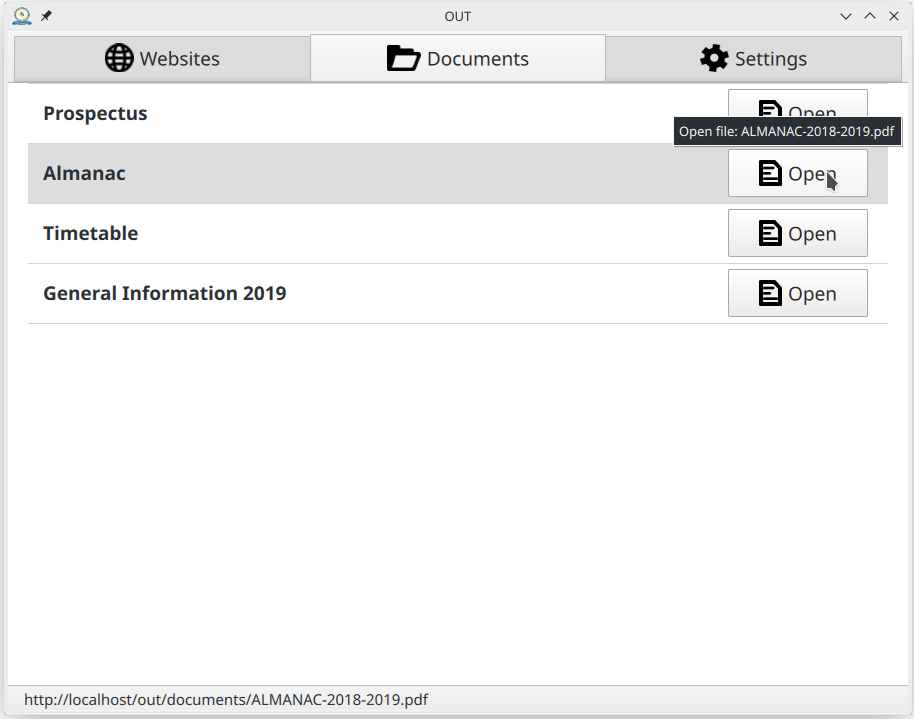 OUT
Websites
Documents
Settings
Prospectus
Open
Open file: ALMANAC-2018-2019.pdf
Almanac
Open
Timetable
Open
General Information 2019
Open
http://localhost/out/documents/ALMANAC-2018-2019.pdf